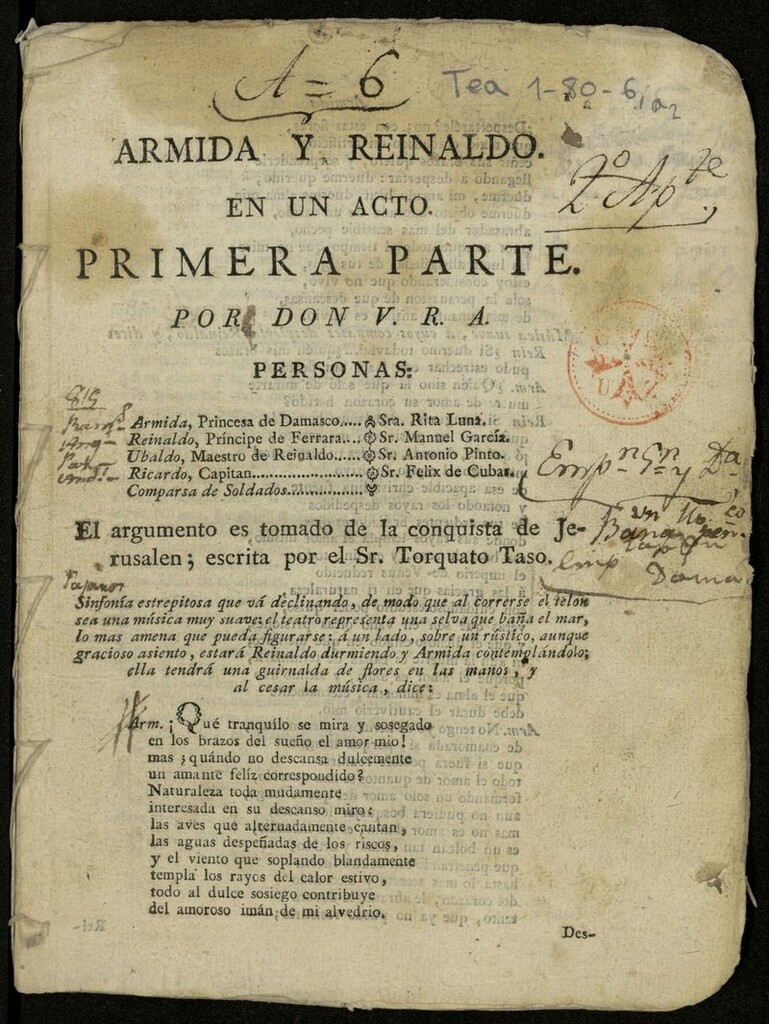 A = 6
Tea 1-80-6, a2
ARMIDA Y REINALDO.
2º Apte
EN UN ACTO.
PRIMERA PARTE.
POR DON V. R. A.
PERSONAS:
Armida, Princesa de Damasco..... Sra. Rita Luna.
Reinaldo, Príncipe de Ferrara.... Sr. Manuel García.
Ubaldo, Maestro de Reinaldo..... Sr. Antonio Pinto.
Ricardo, Capitan..................... Sr. Felix de Cubas.
Comparsa de Soldados.................
El argumento es tomado de la conquista de Je-
rusalen; escrita por el Sr. Torquato Taso.
Sinfonía estrepitosa que vá declinando, de modo que al correrse el telon
sea una música muy suave: el teatro representa una selva que baña el mar,
lo mas amena que pueda figurarse: á un lado, sobre un rústico, aunque
gracioso asiento, estará Reinaldo durmiendo y Armida contemplándolo;
ella tendrá una guirnalda de flores en las manos, y
al cesar la música, dice:
Arm. ¡Qué tranquílo se mira y sosegado
en los brazos del sueño el amor mio!
mas ¿quándo no descansa dulcemente
un amante felíz correspondido?
Naturaleza toda mudamente
interesada en su descanso miro:
las aves que alternadamente cantan,
las aguas despeñadas de los riscos,
y el viento que soplando blandamente
templa los rayos del calor estivo,
todo al dulce sosiego contribuye
del amoroso imán de mi alvedrio.
Des-